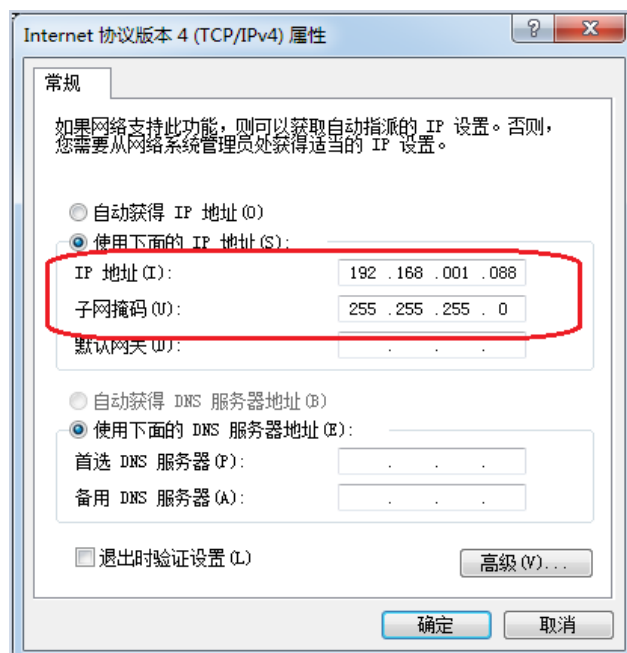 Internet 协议版本 4 (TCP/IPv4) 属性
常规
如果网络支持此功能，则可以获取自动指派的 IP 设置。否则，
您需要从网络系统管理员处获得适当的 IP 设置。
自动获得 IP 地址(O)
使用下面的 IP 地址(S):
IP 地址(I): 192 .168 .001 .088
子网掩码(U): 255 .255 .255 . 0
默认网关(D): . . .
自动获得 DNS 服务器地址(B)
使用下面的 DNS 服务器地址(E):
首选 DNS 服务器(P): . . .
备用 DNS 服务器(A): . . .
退出时验证设置(L)
高级(V)...
确定 取消